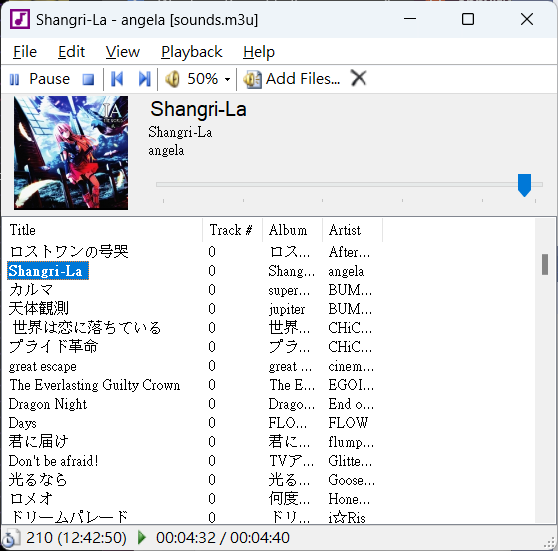 Shangri-La - angela [sounds.m3u]
File Edit View Playback Help
Pause 50% Add Files...
Shangri-La
Shangri-La
angela
Title Track # Album Artist
ロストワンの号哭 0 ロス... After...
Shangri-La 0 Shang... angela
カルマ 0 super... BUM...
天体観測 0 jupiter BUM...
世界は恋に落ちている 0 世界... CHiC...
プライド革命 0 プラ... CHiC...
great escape 0 great ... cinem...
The Everlasting Guilty Crown 0 The E... EGOI...
Dragon Night 0 Drago... End o...
Days 0 FLO... FLOW
君に届け 0 君に... flump...
Don't be afraid! 0 TVア... Glitte...
光るなら 0 光る... Goose...
ロメオ 0 何度... Hone...
ドリームパレード 0 ドリ... i☆Ris
210 (12:42:50) 00:04:32 / 00:04:40